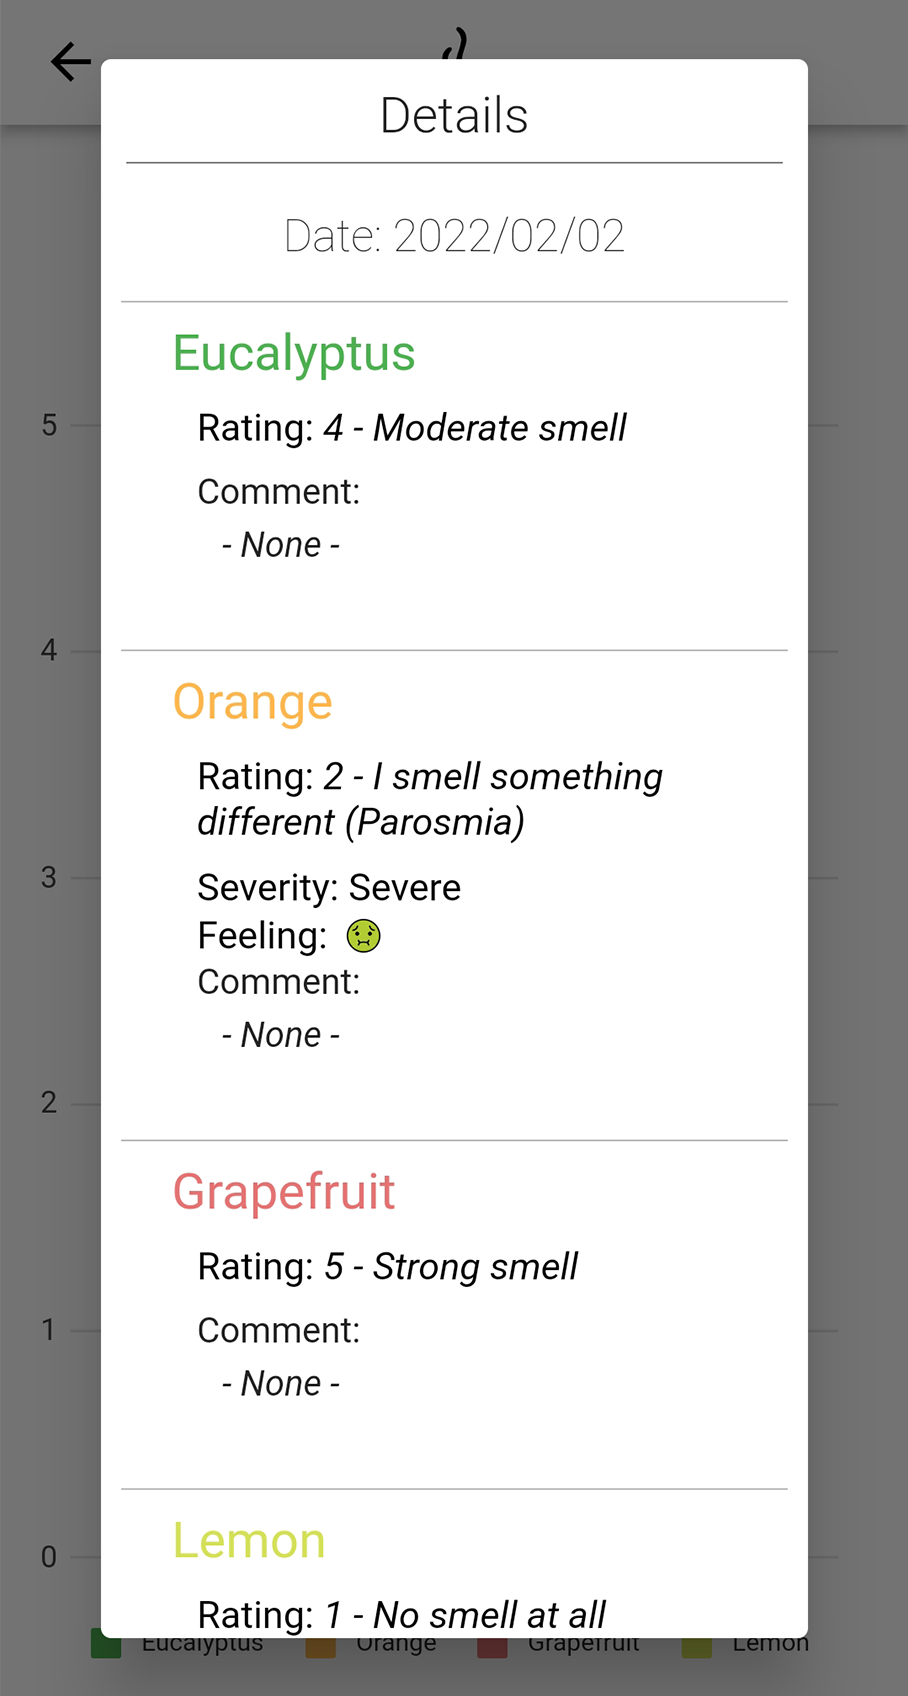 Details
Date: 2022/02/02
Eucalyptus
Rating: 4 - Moderate smell
Comment:
- None -
Orange
Rating: 2 - I smell something
different (Parosmia)
Severity: Severe
Feeling:
Comment:
- None -
Grapefruit
Rating: 5 - Strong smell
Comment:
- None -
Lemon
Rating: 1 - No smell at all
5
4
3
2
1
0
Eucalyptus Orange Grapefruit Lemon